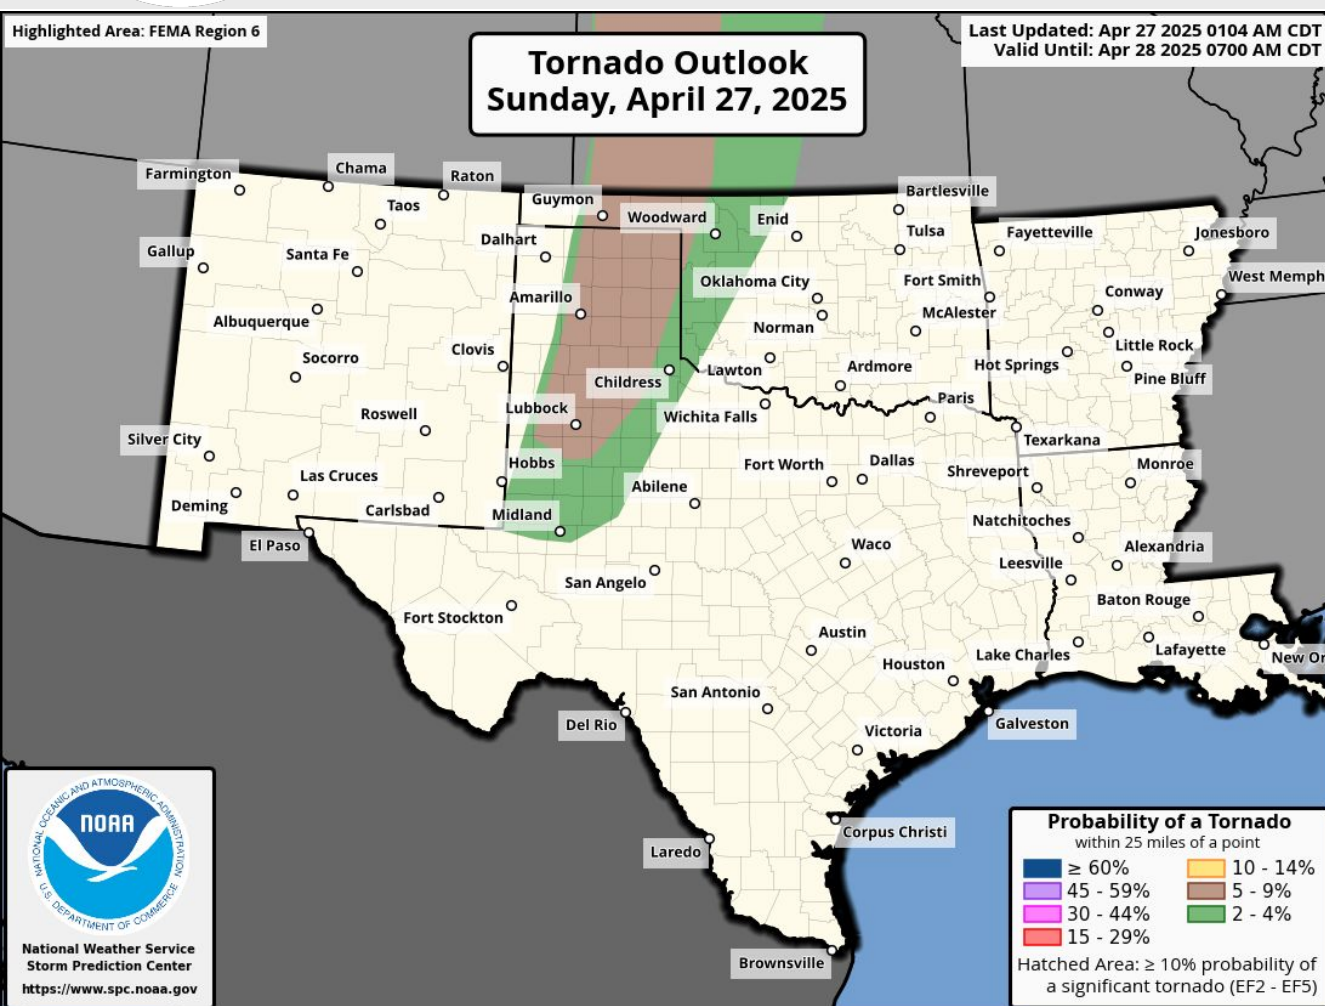 Highlighted Area: FEMA Region 6
Last Updated: Apr 27 2025 0104 AM CDT
Valid Until: Apr 28 2025 0700 AM CDT
Tornado Outlook
Sunday, April 27, 2025
Farmington
Chama
Raton
Taos
Guymon
Woodward
Enid
Bartlesville
Tulsa
Fayetteville
Jonesboro
Gallup
Santa Fe
Dalhart
Amarillo
Oklahoma City
Fort Smith
Conway
West Memph
Albuquerque
Norman
McAlester
Little Rock
Socorro
Clovis
Childress
Lawton
Ardmore
Hot Springs
Pine Bluff
Roswell
Lubbock
Wichita Falls
Paris
Texarkana
Silver City
Las Cruces
Hobbs
Abilene
Fort Worth
Dallas
Shreveport
Monroe
Deming
Carlsbad
Midland
Natchitoches
El Paso
San Angelo
Waco
Leesville
Alexandria
Fort Stockton
Baton Rouge
Austin
Houston
Lake Charles
Lafayette
New Or
San Antonio
Del Rio
Victoria
Galveston
Corpus Christi
Laredo
Brownsville
NATIONAL OCEANIC AND ATMOSPHERIC ADMINISTRATION
NOAA
U.S. DEPARTMENT OF COMMERCE
National Weather Service
Storm Prediction Center
https://www.spc.noaa.gov
Probability of a Tornado
within 25 miles of a point
≥ 60%
10 - 14%
45 - 59%
5 - 9%
30 - 44%
2 - 4%
15 - 29%
Hatched Area: ≥ 10% probability of
a significant tornado (EF2 - EF5)